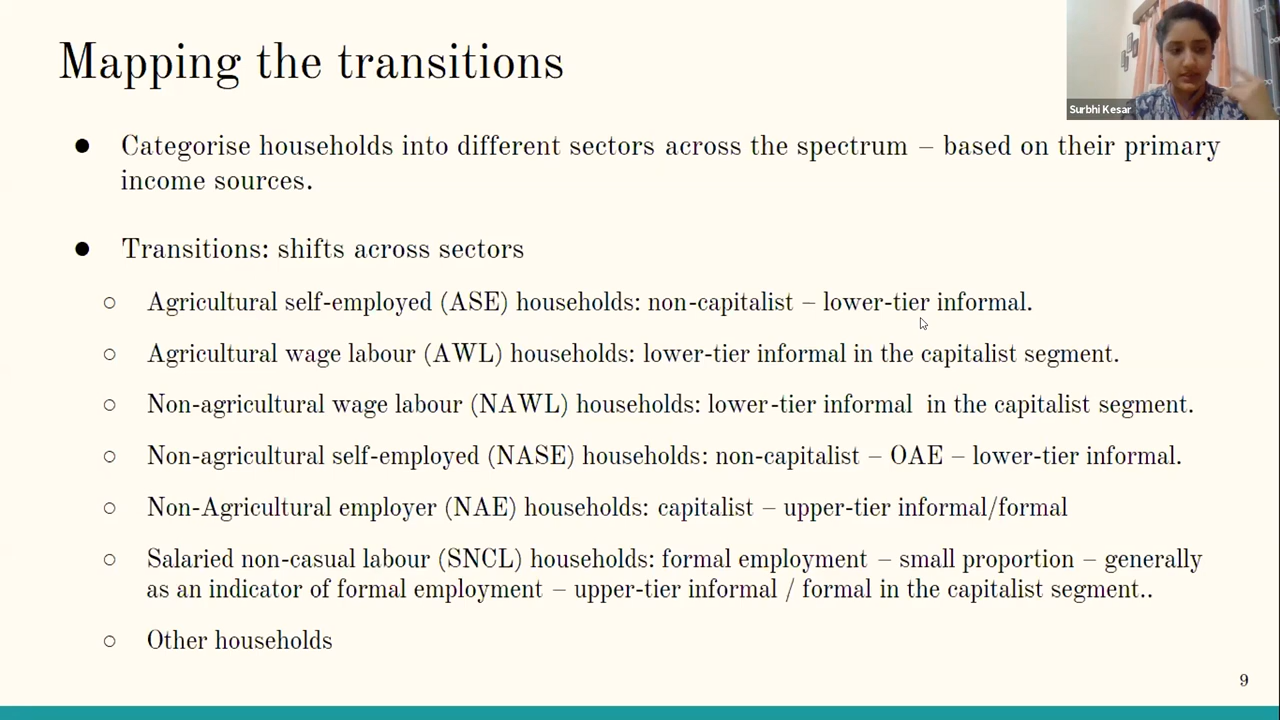 Mapping the transitions
Surbhi Kesar
● Categorise households into different sectors across the spectrum – based on their primary
income sources.
● Transitions: shifts across sectors
○ Agricultural self-employed (ASE) households: non-capitalist – lower-tier informal.
○ Agricultural wage labour (AWL) households: lower-tier informal in the capitalist segment.
○ Non-agricultural wage labour (NAWL) households: lower-tier informal in the capitalist segment.
○ Non-agricultural self-employed (NASE) households: non-capitalist – OAE – lower-tier informal.
○ Non-Agricultural employer (NAE) households: capitalist – upper-tier informal/formal
○ Salaried non-casual labour (SNCL) households: formal employment – small proportion – generally
as an indicator of formal employment – upper-tier informal / formal in the capitalist segment..
○ Other households
9